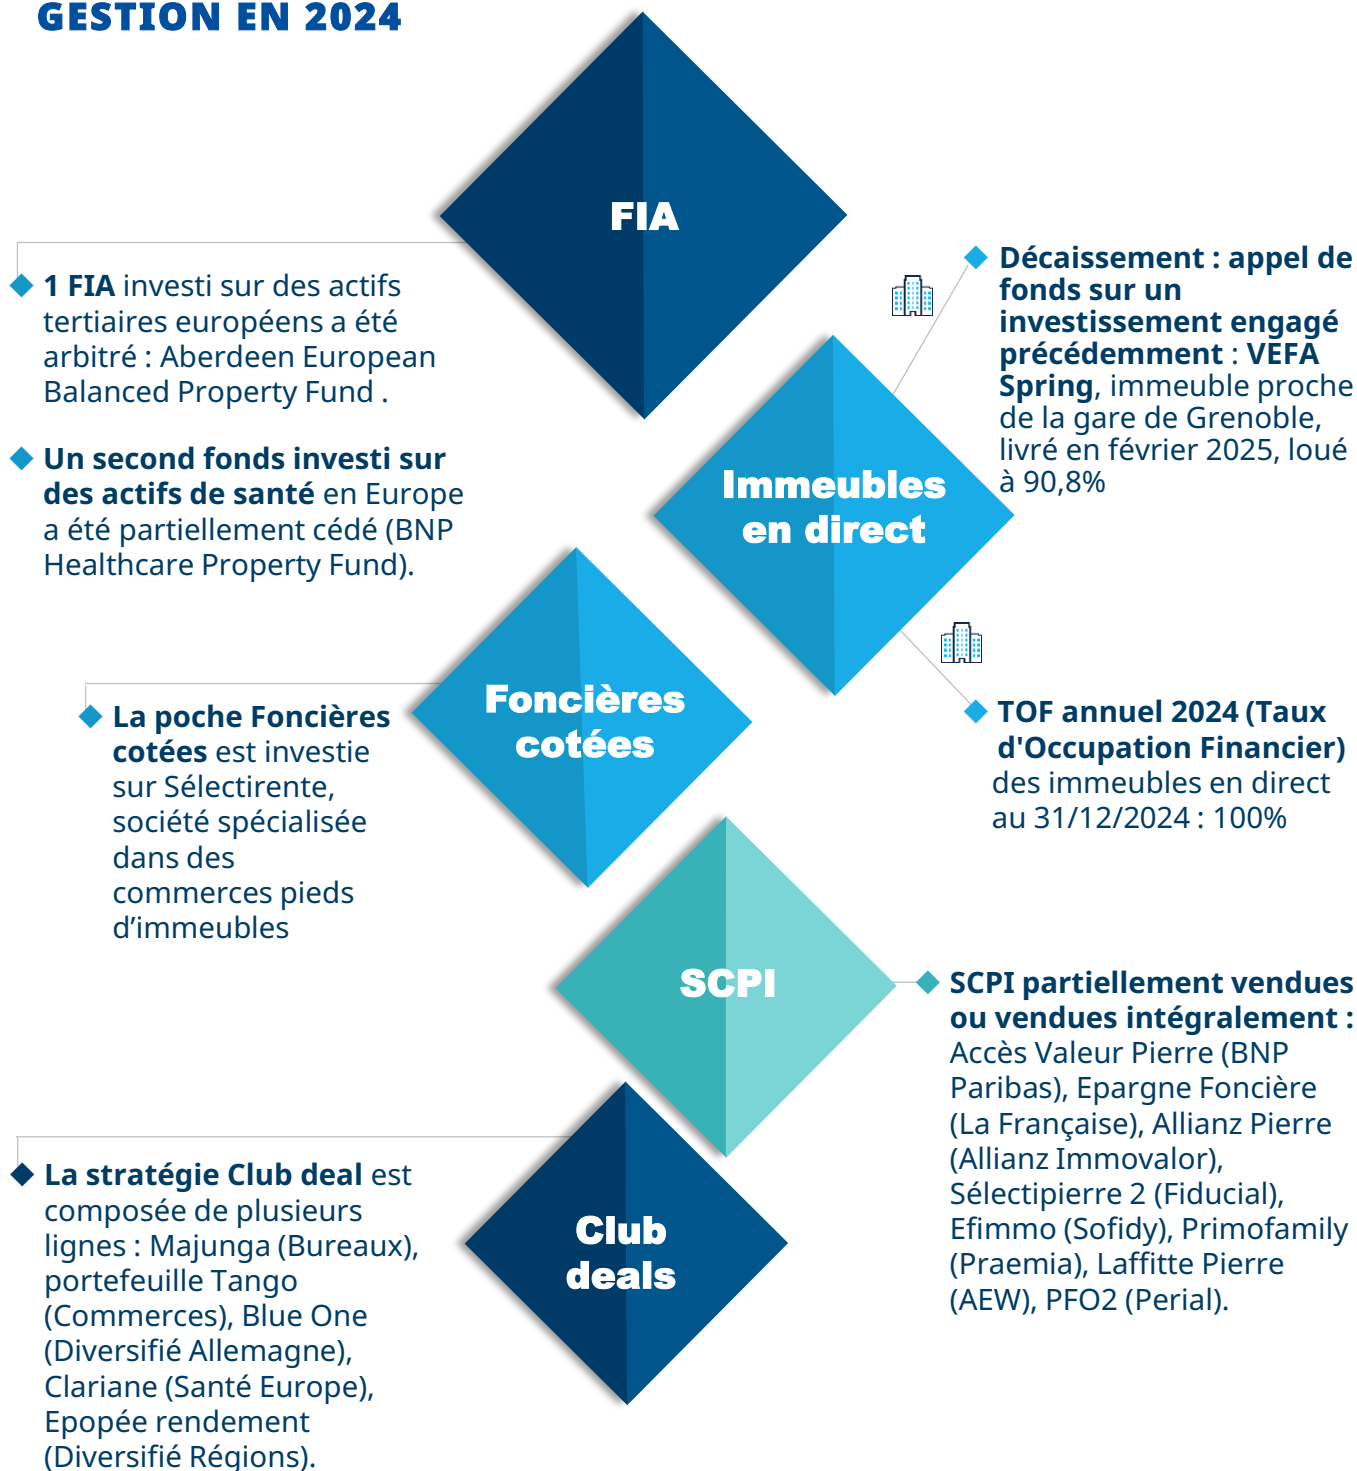 GESTION EN 2024
FIA
1 FIA investi sur des actifs
tertiaires européens a été
arbitré : Aberdeen European
Balanced Property Fund .
Un second fonds investi sur
des actifs de santé en Europe
a été partiellement cédé (BNP
Healthcare Property Fund).
Décaissement : appel de
fonds sur un
investissement engagé
précédemment : VEFA
Spring, immeuble proche
de la gare de Grenoble,
livré en février 2025, loué
à 90,8%
Immeubles
en direct
TOF annuel 2024 (Taux
d'Occupation Financier)
des immeubles en direct
au 31/12/2024 : 100%
Foncières
cotées
La poche Foncières
cotées est investie
sur Sélectirente,
société spécialisée
dans des
commerces pieds
d’immeubles
SCPI
SCPI partiellement vendues
ou vendues intégralement :
Accès Valeur Pierre (BNP
Paribas), Epargne Foncière
(La Française), Allianz Pierre
(Allianz Immovalor),
Sélectipierre 2 (Fiducial),
Efimmo (Sofidy), Primofamily
(Praemia), Laffitte Pierre
(AEW), PFO2 (Perial).
Club
deals
La stratégie Club deal est
composée de plusieurs
lignes : Majunga (Bureaux),
portefeuille Tango
(Commerces), Blue One
(Diversifié Allemagne),
Clariane (Santé Europe),
Epopée rendement
(Diversifié Régions).